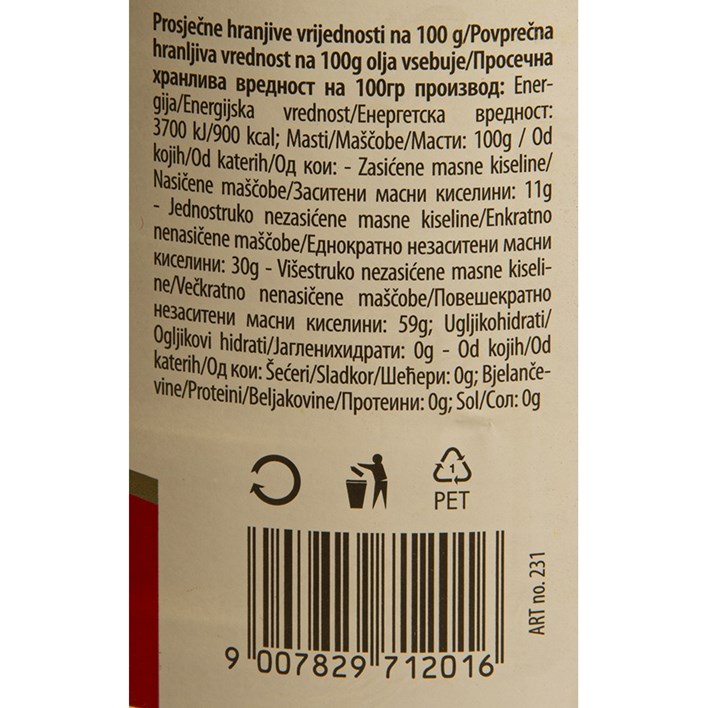 Prosječne hranjive vrijednosti na 100 g/Povprečna
hranljiva vrednost na 100g olja vsebuje/Просечна
хранлива вредност на 100гр производ: Ener-
gija/Energijska vrednost/Енергетска вредност:
3700 kJ/900 kcal; Masti/Maščobe/Масти: 100g / Od
kojih/Od katerih/Од кои: - Zasićene masne kiseline/
Nasičene maščobe/Заситени масни киселини: 11g
- Jednostruko nezasićene masne kiseline/Enkratno
nenasičene maščobe/Еднократно незаситени масни
киселини: 30g - Višestruko nezasićene masne kiseli-
ne/Večkratno nenasičene maščobe/Повешекратно
незаситени масни киселини: 59g; Ugljikohidrati/
Ogljikovi hidrati/Јагленихидрати: 0g - Od kojih/Od
katerih/Од кои: Šećeri/Sladkor/Шеђери: 0g; Bjelanče-
vine/Proteini/Beljakovine/Протеини: 0g; Sol/Сол: 0g
1
PET
ART no. 231
9 007829 712016